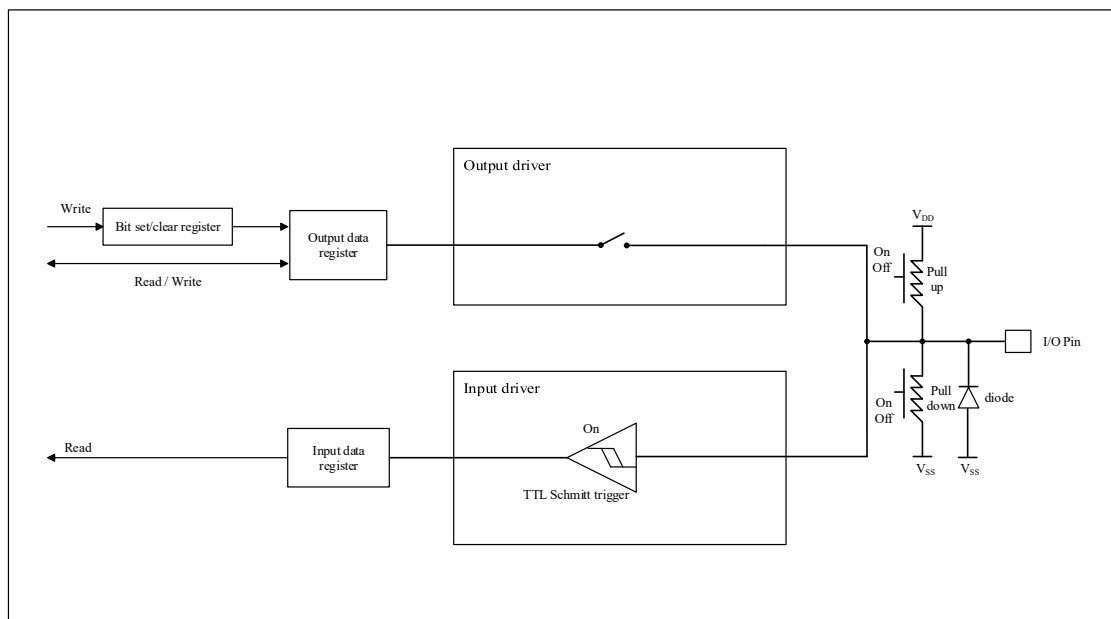 Output driver
Write
Bit set/clear register
Output data
register
Read / Write
VDD
On
Off
Pull
up
I/O Pin
Input driver
On
Off
Pull
down
diode
On
Read
Input data
register
TTL Schmitt trigger
VSS
VSS